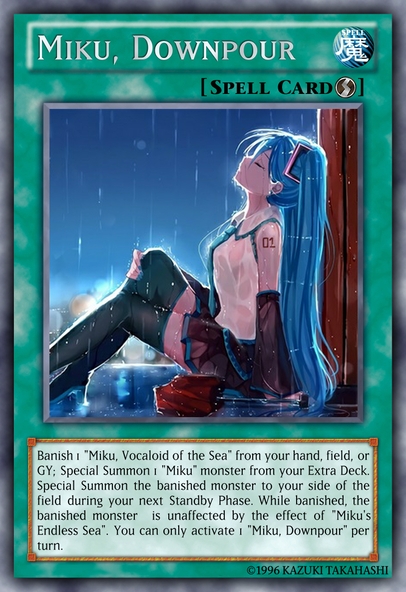 MIKU, DOWNPOUR
SPELL
魔
[SPELL CARD]
01
Banish 1 "Miku, Vocaloid of the Sea" from your hand, field, or
GY; Special Summon 1 "Miku" monster from your Extra Deck.
Special Summon the banished monster to your side of the
field during your next Standby Phase. While banished, the
banished monster is unaffected by the effect of "Miku's
Endless Sea". You can only activate 1 "Miku, Downpour" per
turn.
©1996 KAZUKI TAKAHASHI